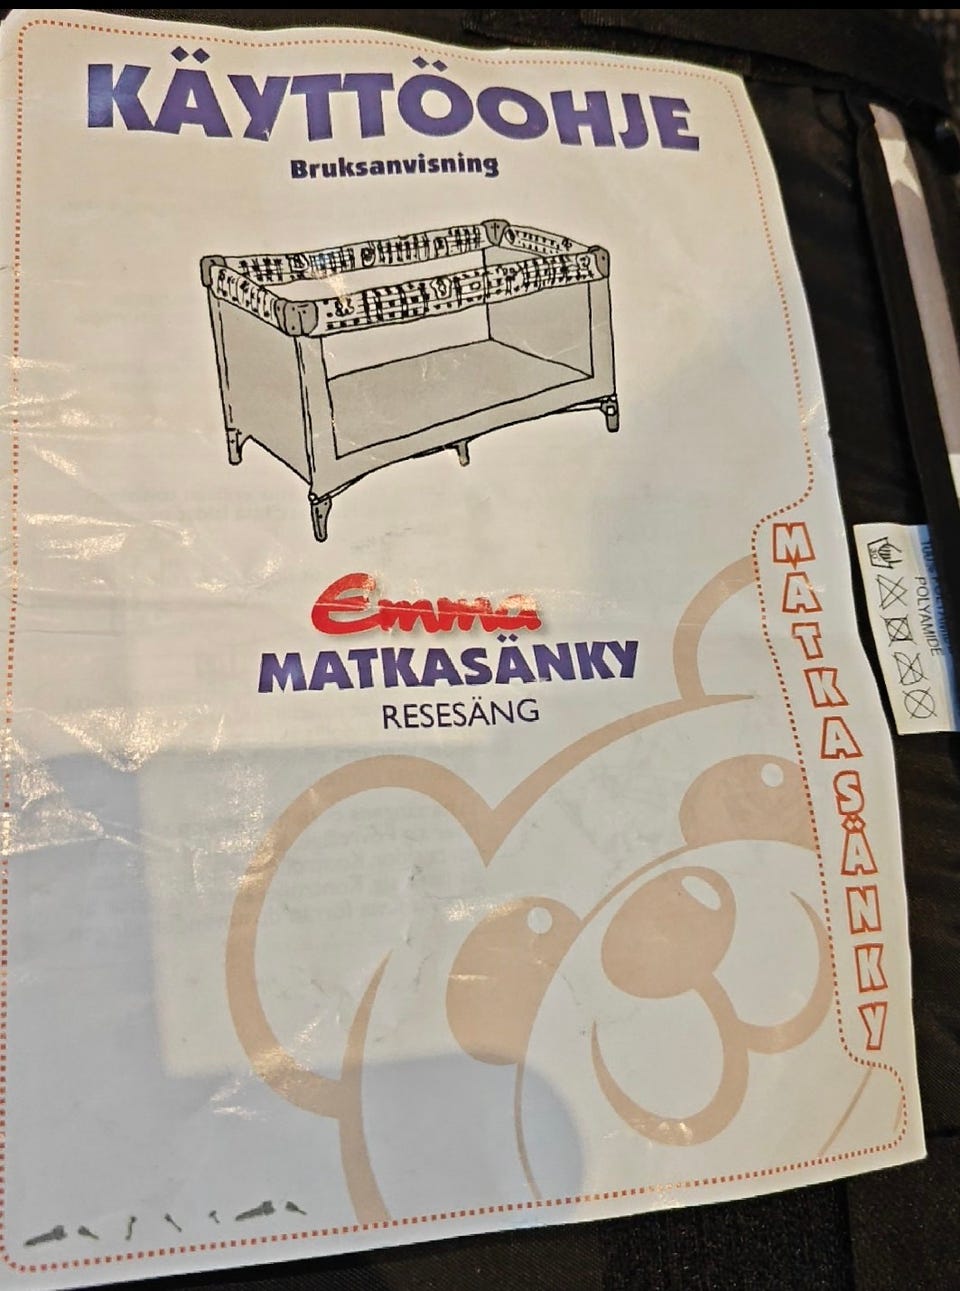 KÄYTTÖOHJE
Bruksanvisning
Emma
MATKASÄNKY
RESESÄNG
MATKASÄNKY
POLYAMIDE